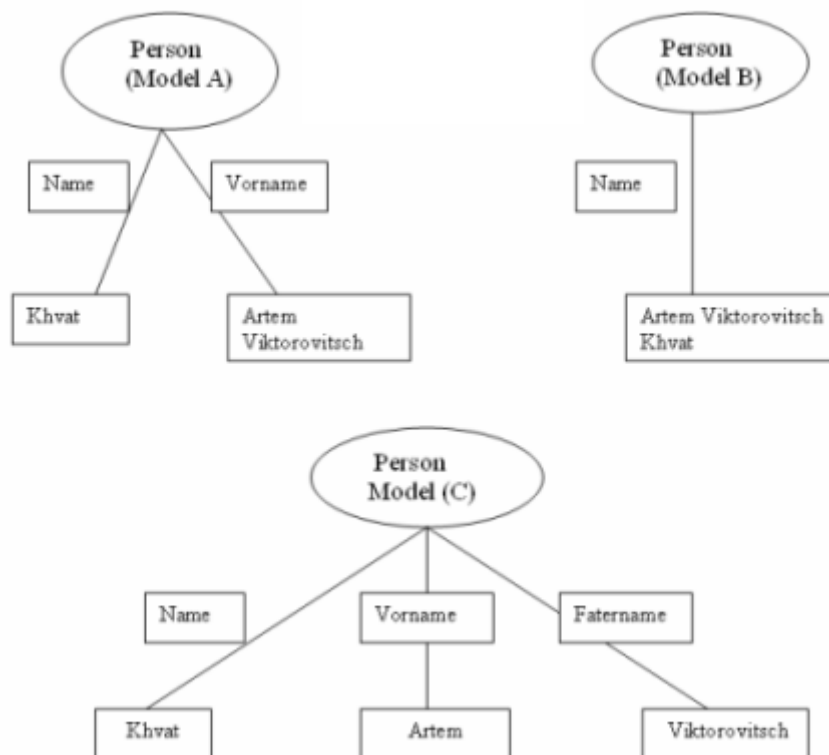 Person
(Model A)
Person
(Model B)
Name
Vorname
Name
Khvat
Artem
Viktorovitsch
Artem Viktorovitsch
Khvat
Person
Model (C)
Name
Vorname
Fatername
Khvat
Artem
Viktorovitsch